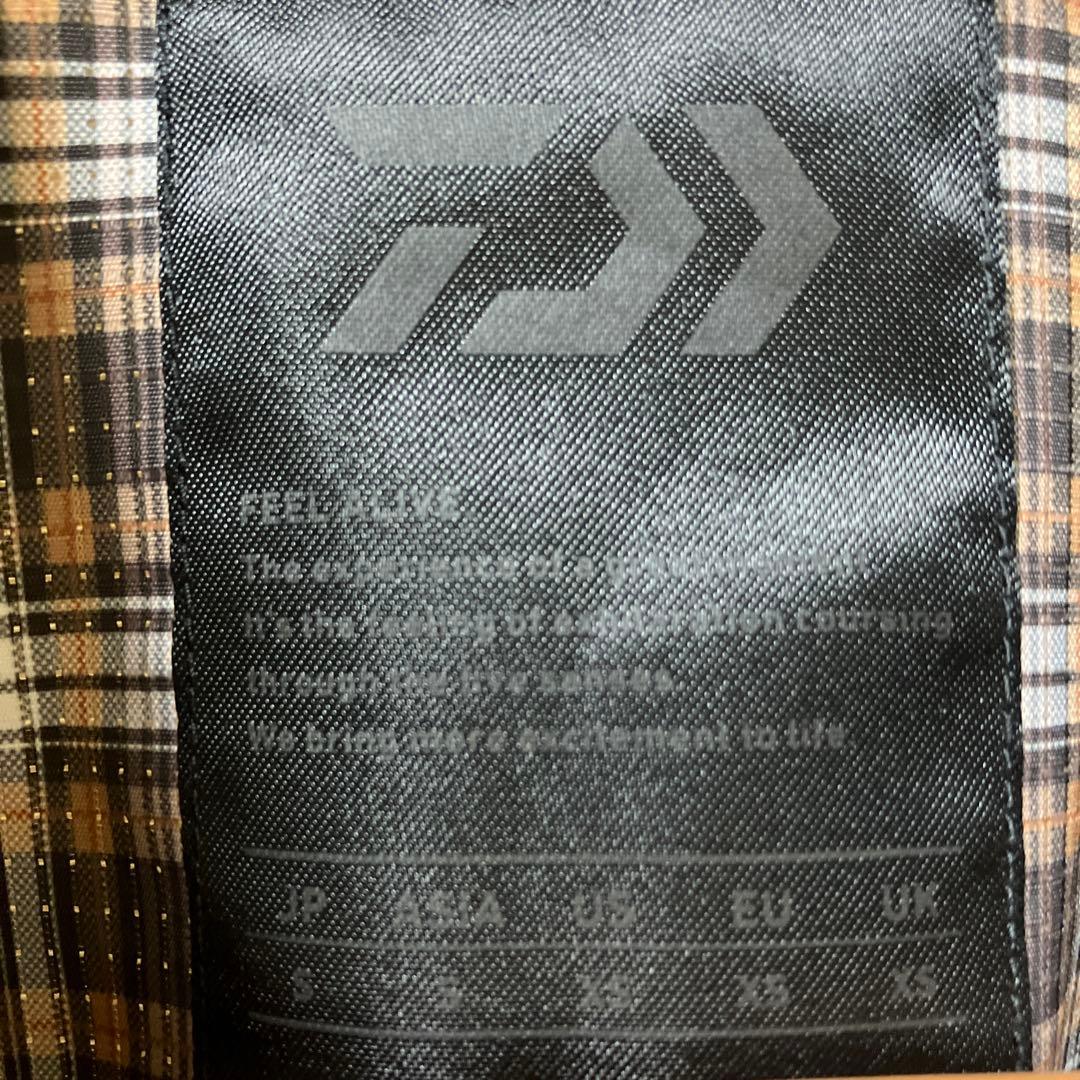 FEEL ALIVE
The experience of a
It's the feeling of exploration coursing
through the five senses
We bring more excitement to life
JP ASIA US EU UK
S S XS XS XS